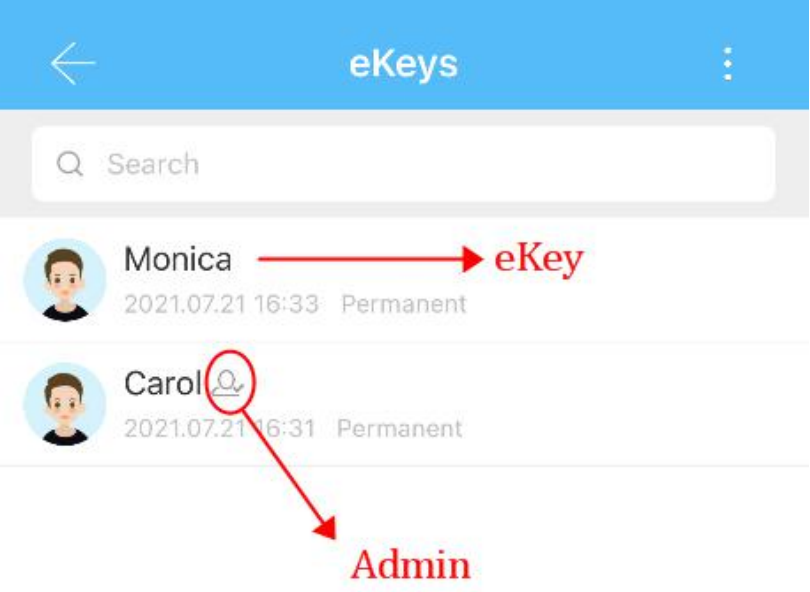 eKeys
Search
Monica eKey
2021.07.21 16:33 Permanent
Carol
2021.07.21 16:31 Permanent
Admin